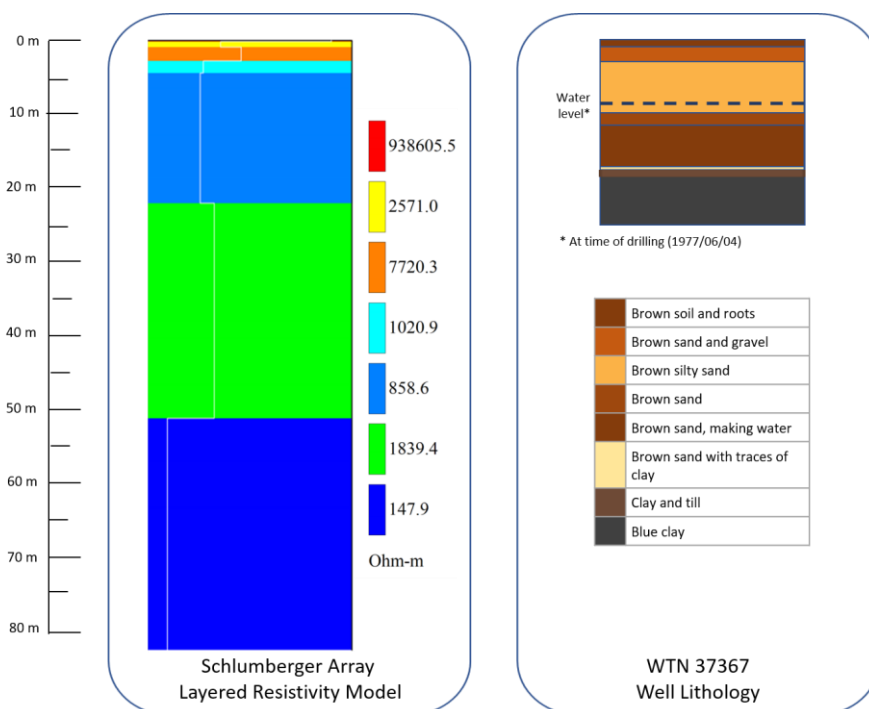 0 m
10 m
20 m
30 m
40 m
50 m
60 m
70 m
80 m
938605.5
2571.0
7720.3
1020.9
858.6
1839.4
147.9
Ohm-m
Schlumberger Array
Layered Resistivity Model
Water
level*
* At time of drilling (1977/06/04)
Brown soil and roots
Brown sand and gravel
Brown silty sand
Brown sand
Brown sand, making water
Brown sand with traces of
clay
Clay and till
Blue clay
WTN 37367
Well Lithology